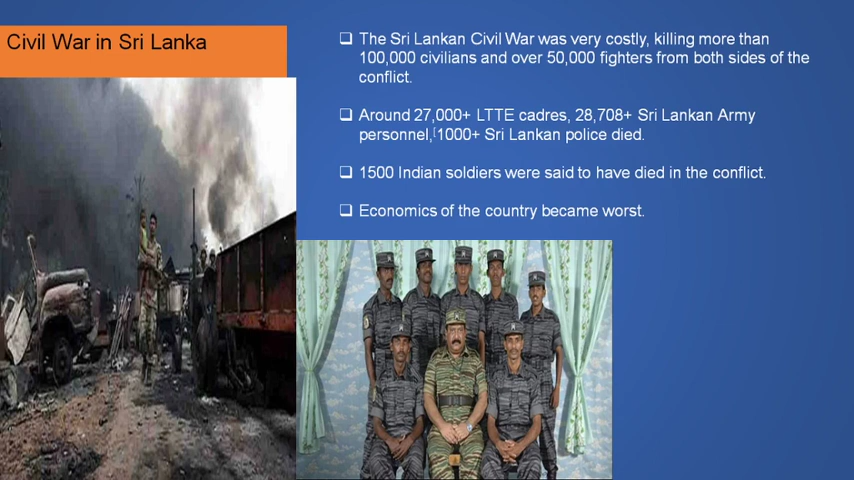 Civil War in Sri Lanka
❑ The Sri Lankan Civil War was very costly, killing more than
100,000 civilians and over 50,000 fighters from both sides of the
conflict.
❑ Around 27,000+ LTTE cadres, 28,708+ Sri Lankan Army
personnel,[1000+ Sri Lankan police died.
❑ 1500 Indian soldiers were said to have died in the conflict.
❑ Economics of the country became worst.